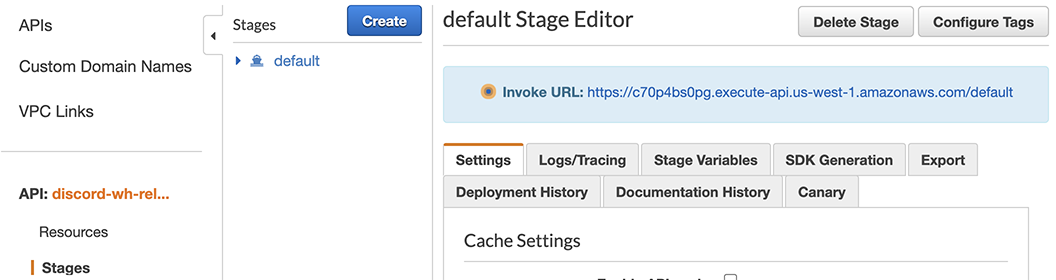 APIs
Custom Domain Names
VPC Links
API: discord-wh-rel...
Resources
Stages
Stages
Create
default
default Stage Editor
Delete Stage
Configure Tags
Invoke URL: https://c70p4bs0pg.execute-api.us-west-1.amazonaws.com/default
Settings
Logs/Tracing
Stage Variables
SDK Generation
Export
Deployment History
Documentation History
Canary
Cache Settings